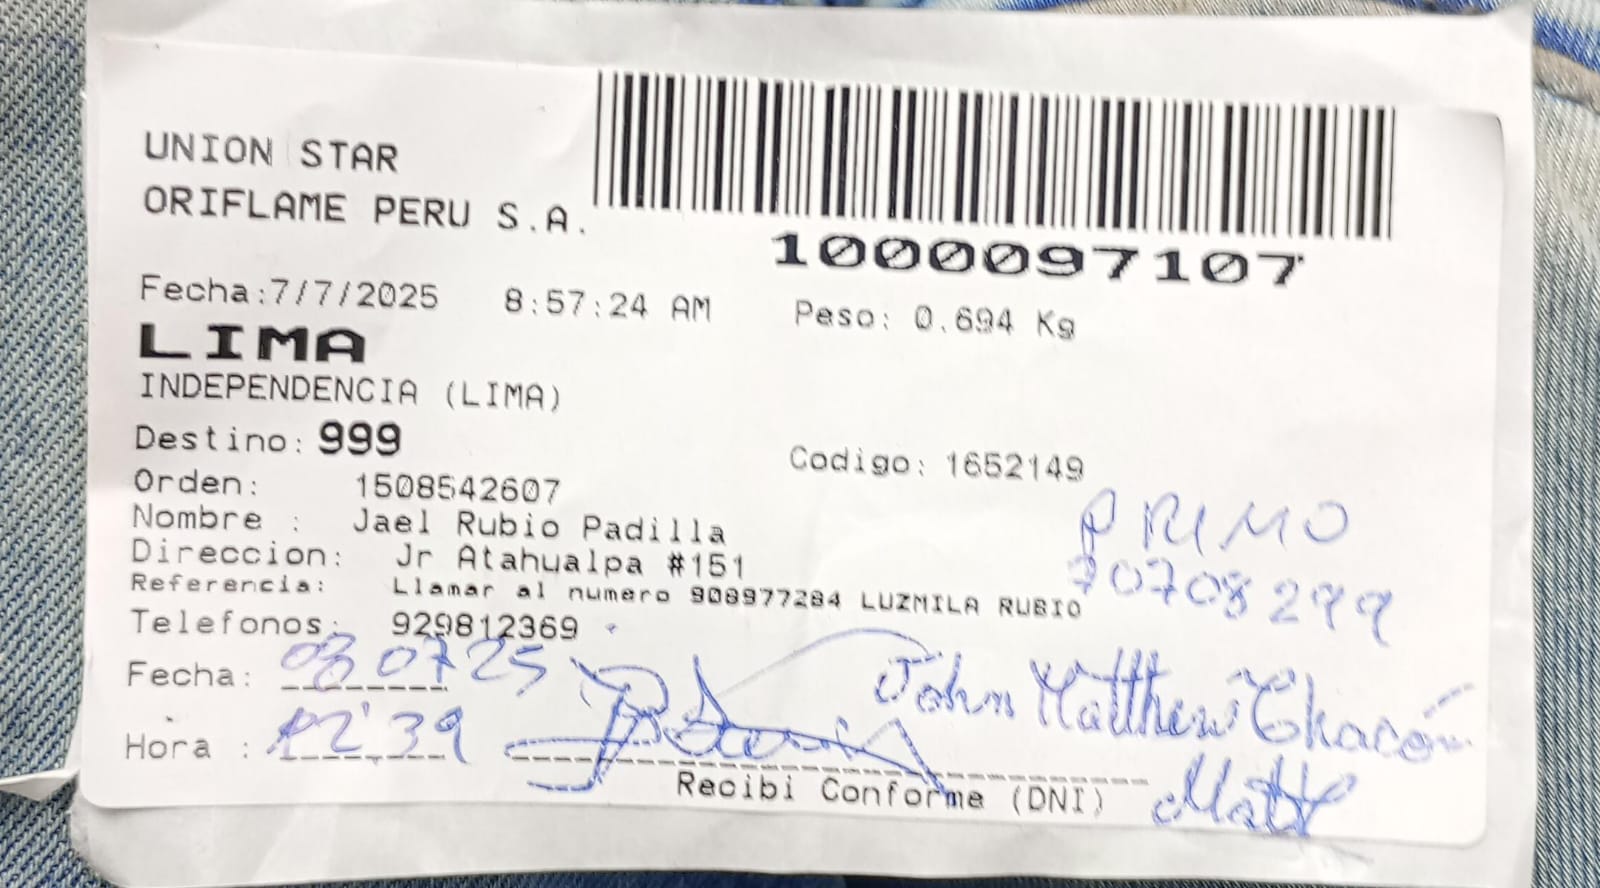 UNION STAR
ORIFLAME PERU S.A.
1000097107
Fecha:7/7/2025 8:57:24 AM Peso: 0.694 Kg
LIMA
INDEPENDENCIA (LIMA)
Destino: 999
Codigo: 1652149
Orden: 1508542607
Nombre : Jael Rubio Padilla
PRIMO
Direccion: Jr Atahualpa #151
70708299
Referencia: Llamar al numero 908977284 LUZMILA RUBIO
Telefonos: 929812369
Fecha: 08 07 25
John Matthew Chacón
Hora : 12'39
Recibi Conforme (DNI)